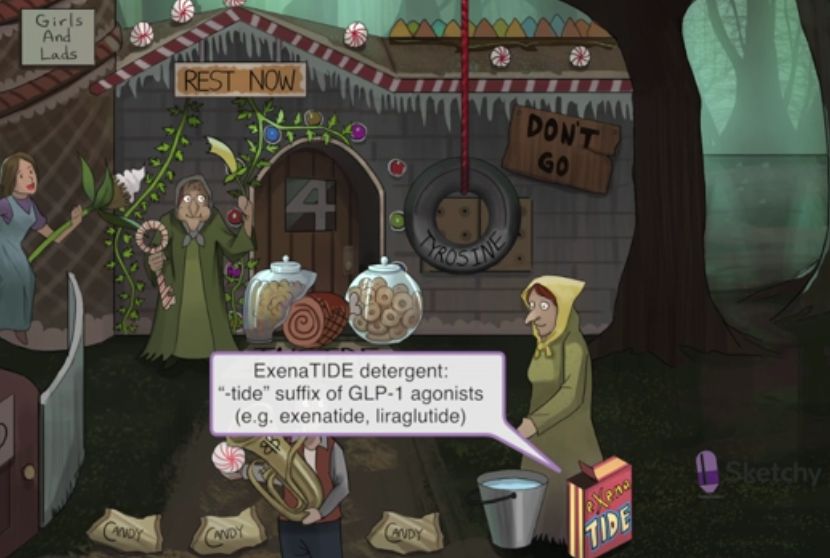 Girls
And
Lads
REST NOW
DON'T
GO
4
TYROSINE
ExenaTIDE detergent:
"-tide" suffix of GLP-1 agonists
(e.g. exenatide, liraglutide)
Sketchy
exena
TIDE
CANDY
CANDY
CANDY